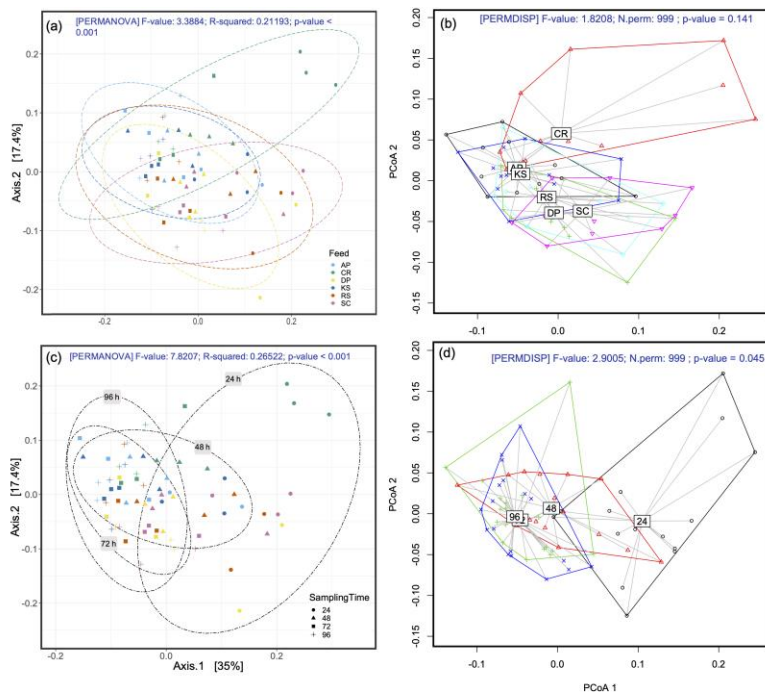 (a)
[PERMANOVA] F-value: 3.3884; R-squared: 0.21193; p-value <
0.001
0.2
0.1
0.0
-0.1
-0.2
Axis.2 [17.4%]
0.0
0.2
Feed
AP
CR
DP
KS
RS
SC
(b)
[PERMDISP] F-value: 1.8208; N.perm: 999 ; p-value = 0.141
0.15
0.10
0.05
0.00
-0.05
-0.10
-0.15
PCoA 2
CR
AP
KS
RS
DP
SC
-0.1
0.0
0.1
0.2
(c)
[PERMANOVA] F-value: 7.8207; R-squared: 0.26522; p-value < 0.001
0.2
0.1
0.0
-0.1
-0.2
Axis.2 [17.4%]
24 h
96 h
48 h
72 h
SamplingTime
24
48
72
96
0.0
0.2
Axis.1 [35%]
(d)
[PERMDISP] F-value: 2.9005; N.perm: 999 ; p-value = 0.045
0.20
0.15
0.10
0.05
0.00
-0.05
-0.10
-0.15
PCoA 2
96
48
24
-0.1
0.0
0.1
0.2
PCoA 1